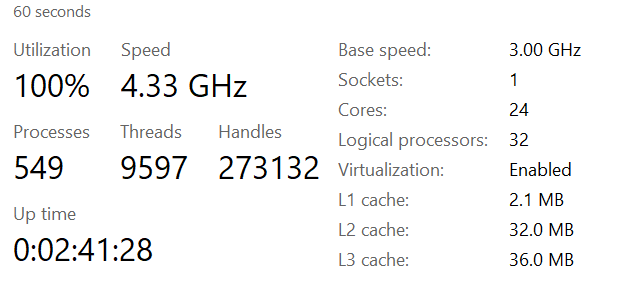 60 seconds
Utilization Speed
100% 4.33 GHz
Processes Threads Handles
549 9597 273132
Up time
0:02:41:28
Base speed: 3.00 GHz
Sockets: 1
Cores: 24
Logical processors: 32
Virtualization: Enabled
L1 cache: 2.1 MB
L2 cache: 32.0 MB
L3 cache: 36.0 MB